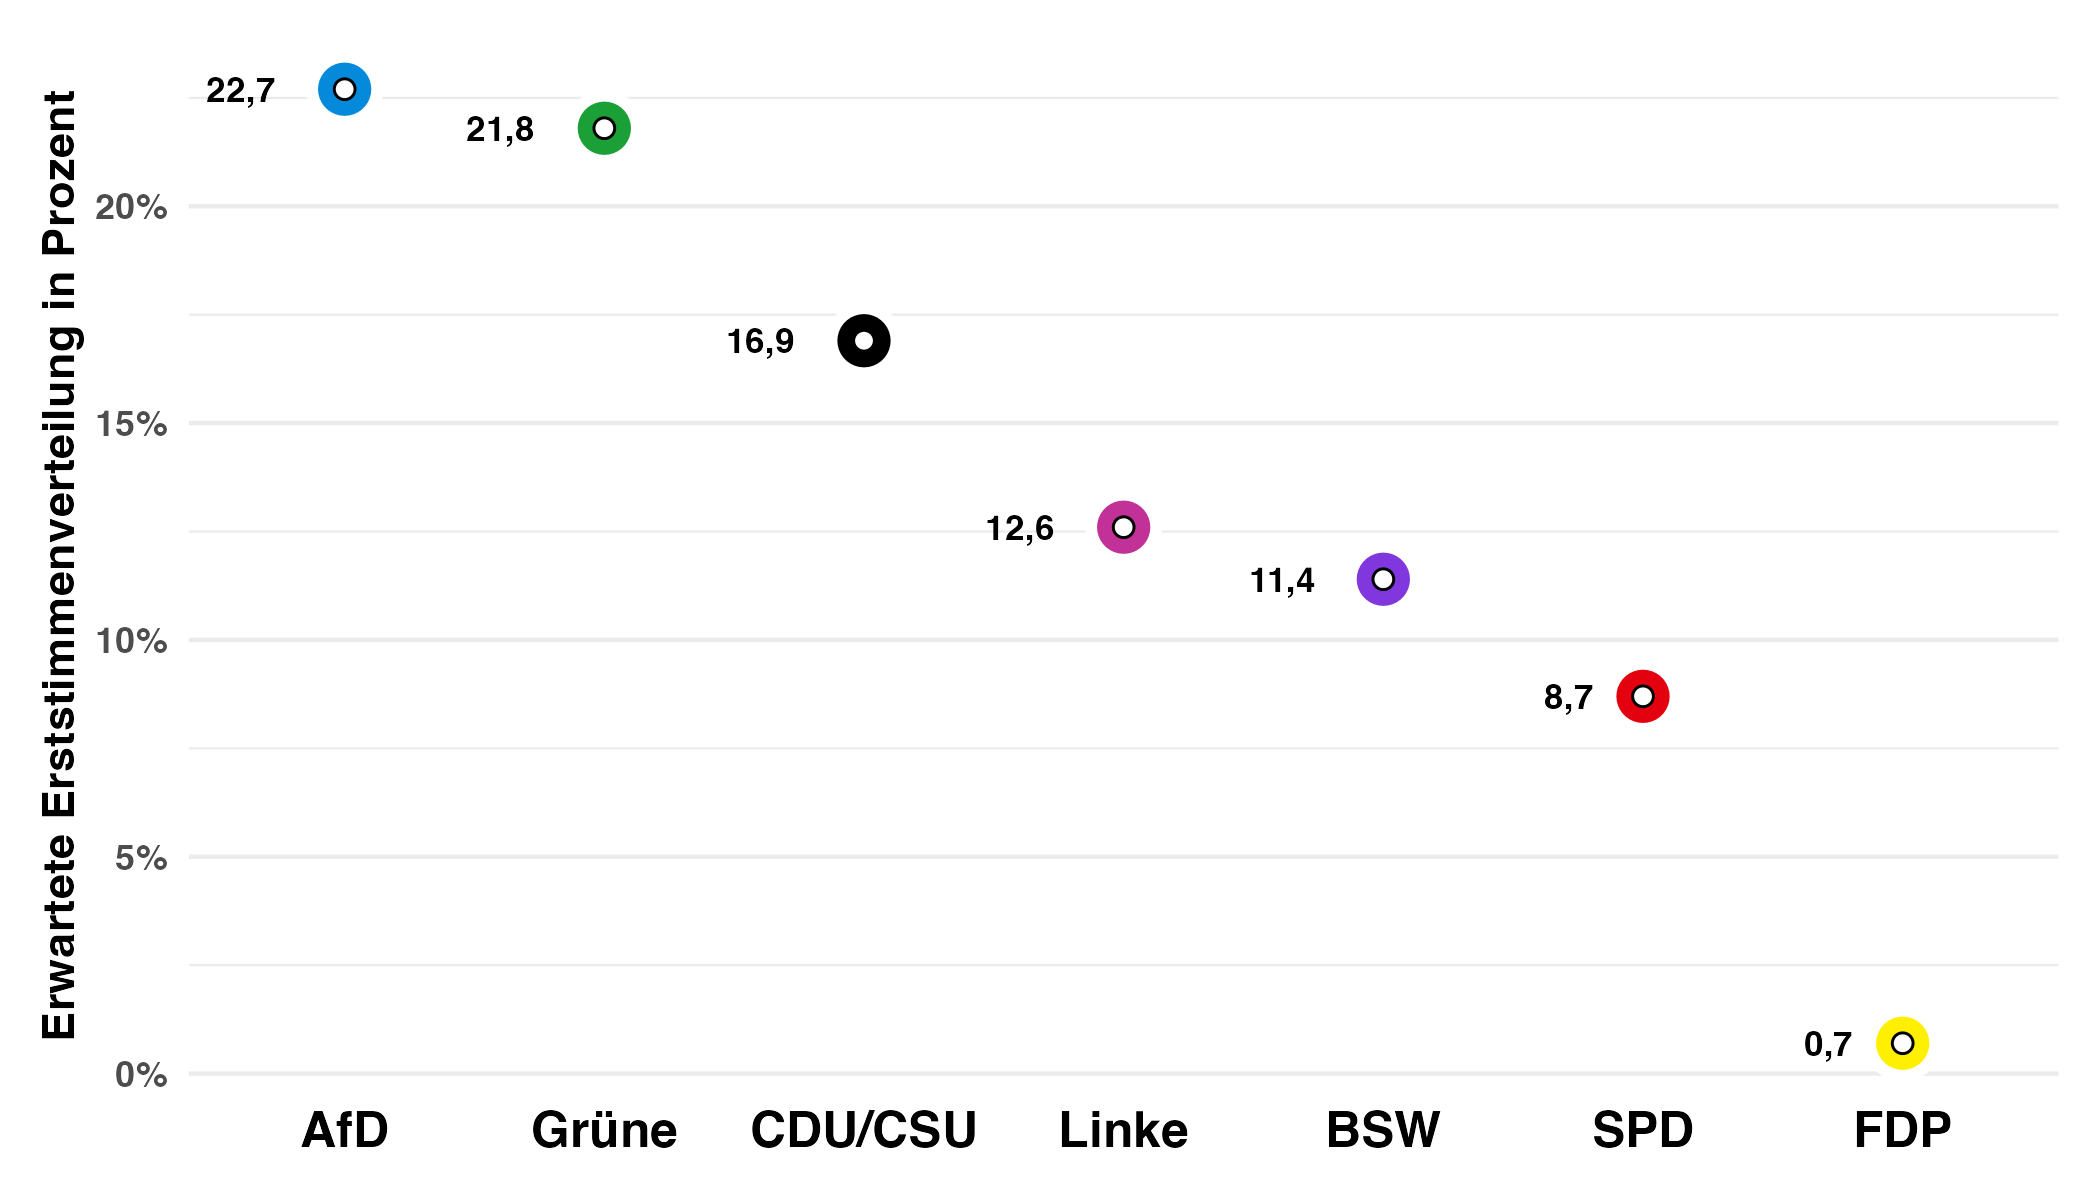 Erwartete Erststimmenverteilung in Prozent
20%
15%
10%
5%
0%
22,7
21,8
16,9
12,6
11,4
8,7
0,7
AfD
Grüne
CDU/CSU
Linke
BSW
SPD
FDP